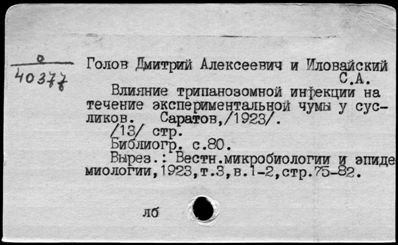 а
40377
Голов Дмитрий Алексеевич и Иловайский
С.А.
Влияние трипанозомной инфекции на
течение экспериментальной чумы у сус-
ликов. Саратов,/1923/.
/13/ стр.
Библиогр. с.80.
Вырез.: Вестн.микробиологии и эпиде
миологии,1923,т.3,в.1-2,стр.75-82.
лб